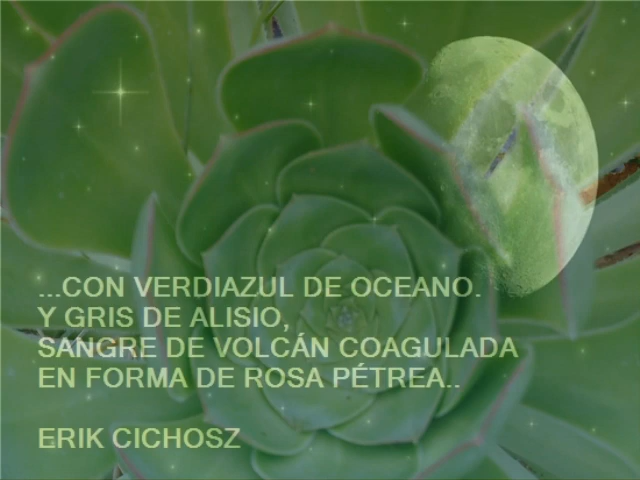 ...CON VERDIAZUL DE OCEANO.
Y GRIS DE ALISIO,
SANGRE DE VOLCÁN COAGULADA
EN FORMA DE ROSA PÉTREA..
ERIK CICHOSZ